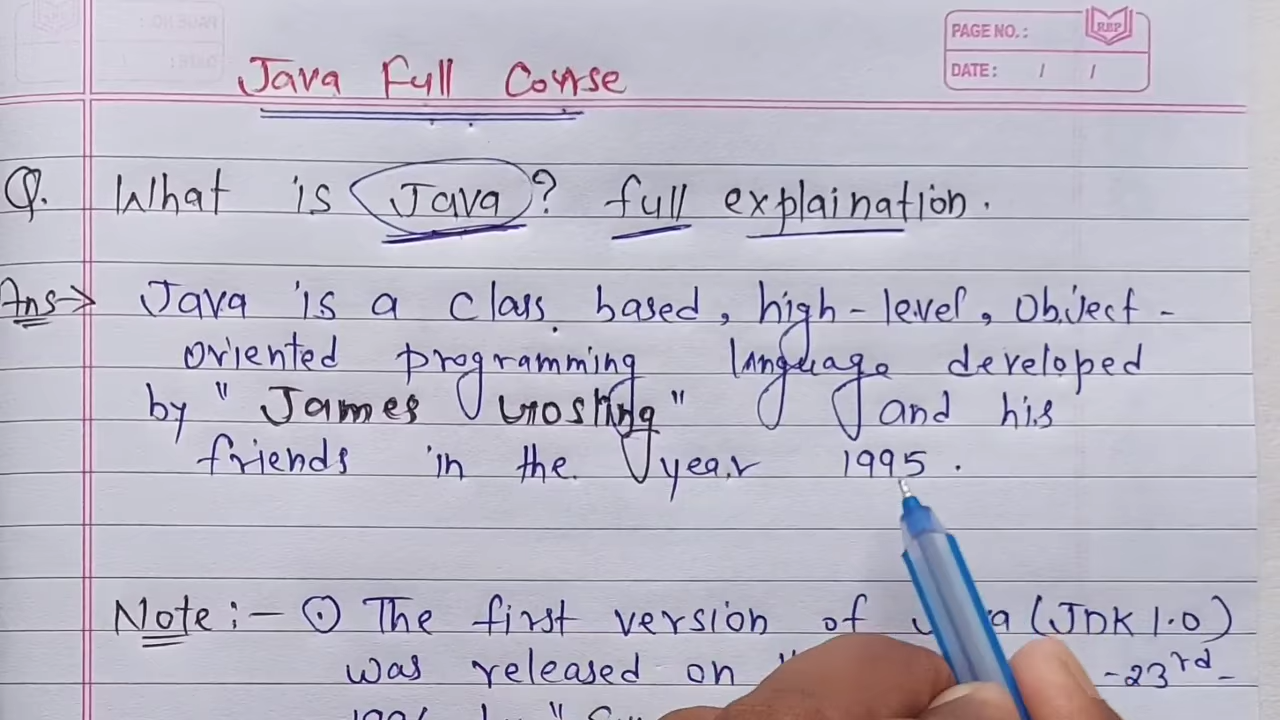 PAGE NO.:
RBP
DATE: / /
Java Full Course
Q. What is Java? full explaination.
Ans→ Java is a class based, high-level, Object-
oriented programming language developed
by "James Gosling" and his
friends in the year 1995.
Note:- ① The first version of (JDK 1.0)
was released on -23rd-